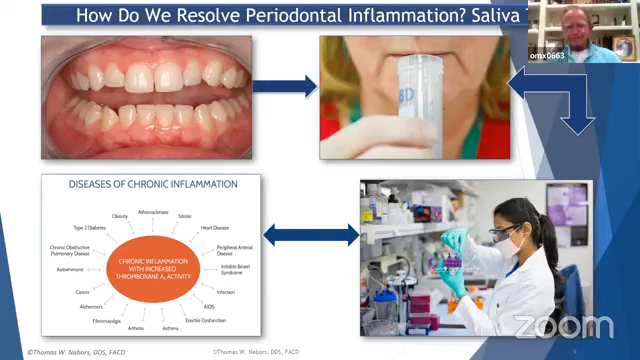 How Do We Resolve Periodontal Inflammation? Saliva
omx0663
BD
DISEASES OF CHRONIC INFLAMMATION
Atherosclerosis
Obesity
Stroke
Type 2 Diabetes
Heart Disease
Chronic Obstructive
Pulmonary Disease
Peripheral Arterial
Disease
Autoimmune
CHRONIC INFLAMMATION
WITH INCREASED
THROMBOXANE A₂ ACTIVITY
Irritable Bowel
Syndrome
Cancer
Infection
Alzheimer's
AIDS
Fibromyalgia
Erectile Dysfunction
Arthritis
Asthma
zoom
©Thomas W. Nabors, DDS, FACD
©Thomas W. Nabors, DDS, FACD
9